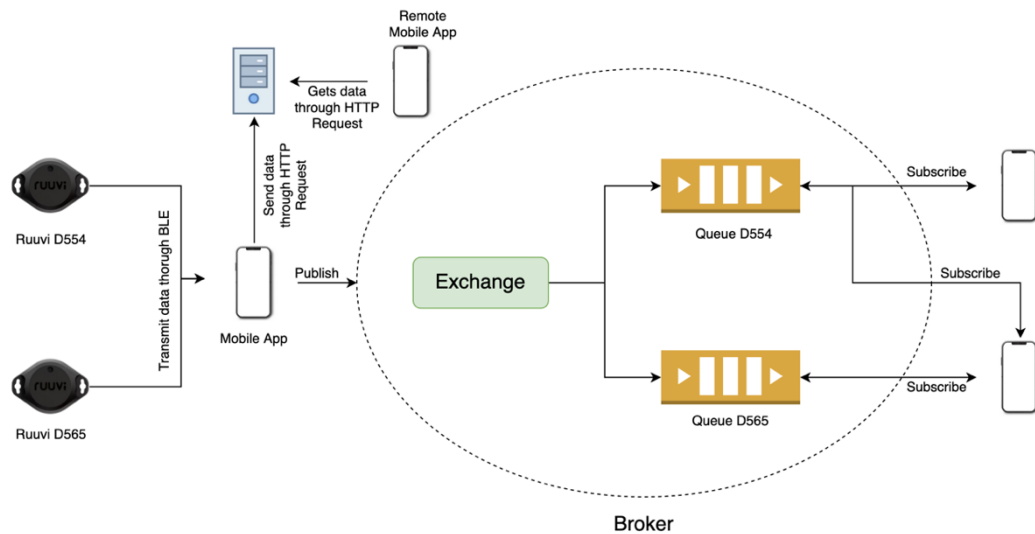 Remote
Mobile App
Gets data
through HTTP
Request
Send data
through HTTP
Request
ruuvi
Ruuvi D554
Transmit data thorugh BLE
Mobile App
Publish
Exchange
Queue D554
Subscribe
Subscribe
ruuvi
Ruuvi D565
Queue D565
Subscribe
Broker